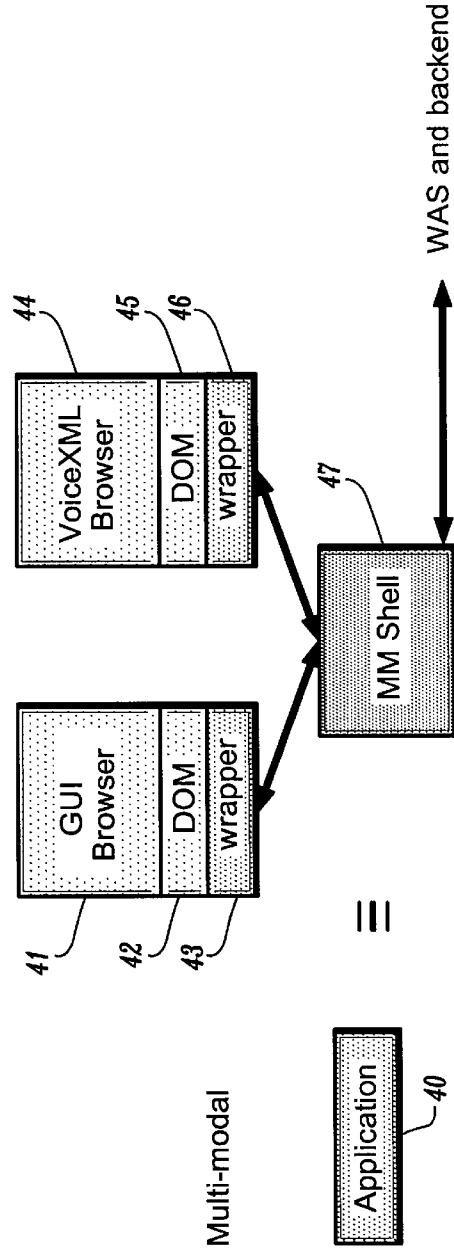 Multi-modal
Application
40
≡
41
GUI
Browser
42
DOM
43
wrapper
44
VoiceXML
Browser
45
DOM
46
wrapper
47
MM Shell
WAS and backend